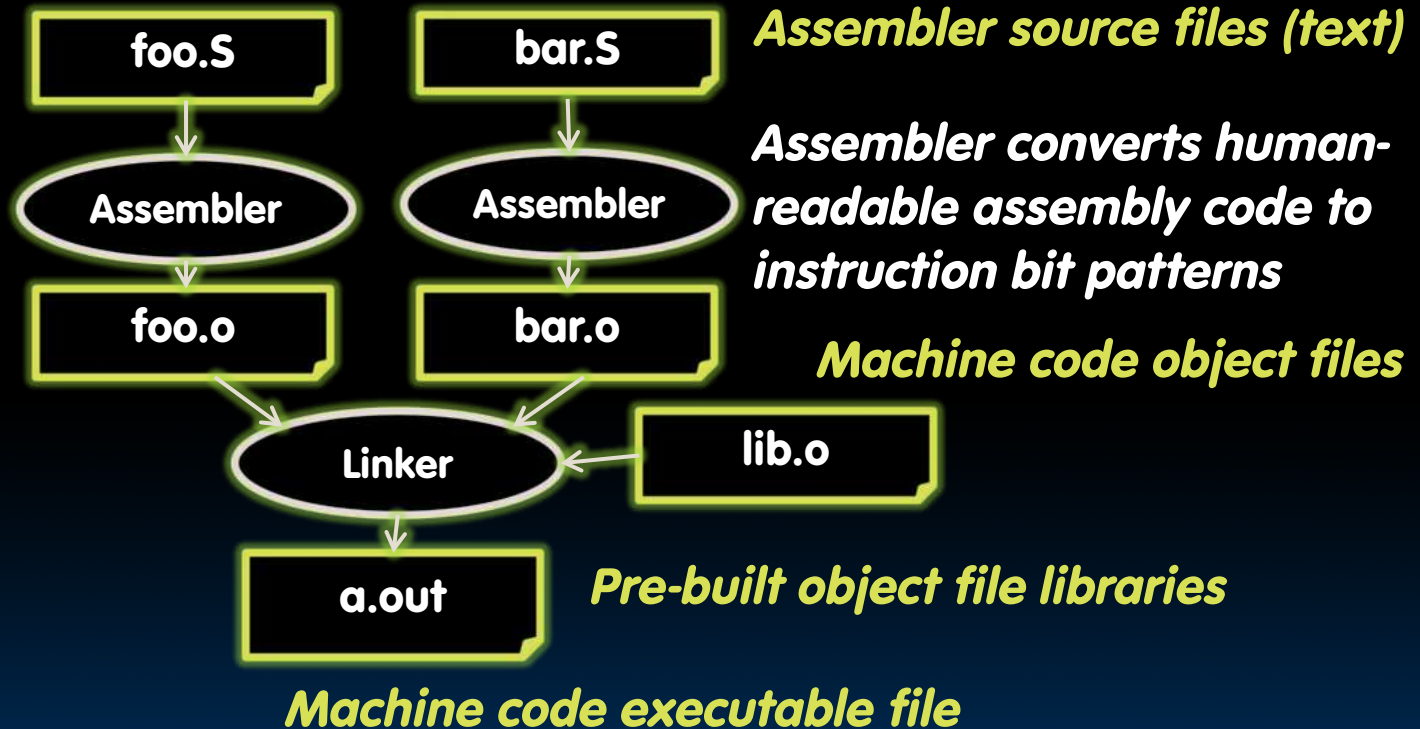 foo.S
bar.S
Assembler source files (text)
Assembler
Assembler
Assembler converts human-
readable assembly code to
instruction bit patterns
foo.o
bar.o
Machine code object files
Linker
lib.o
a.out
Pre-built object file libraries
Machine code executable file